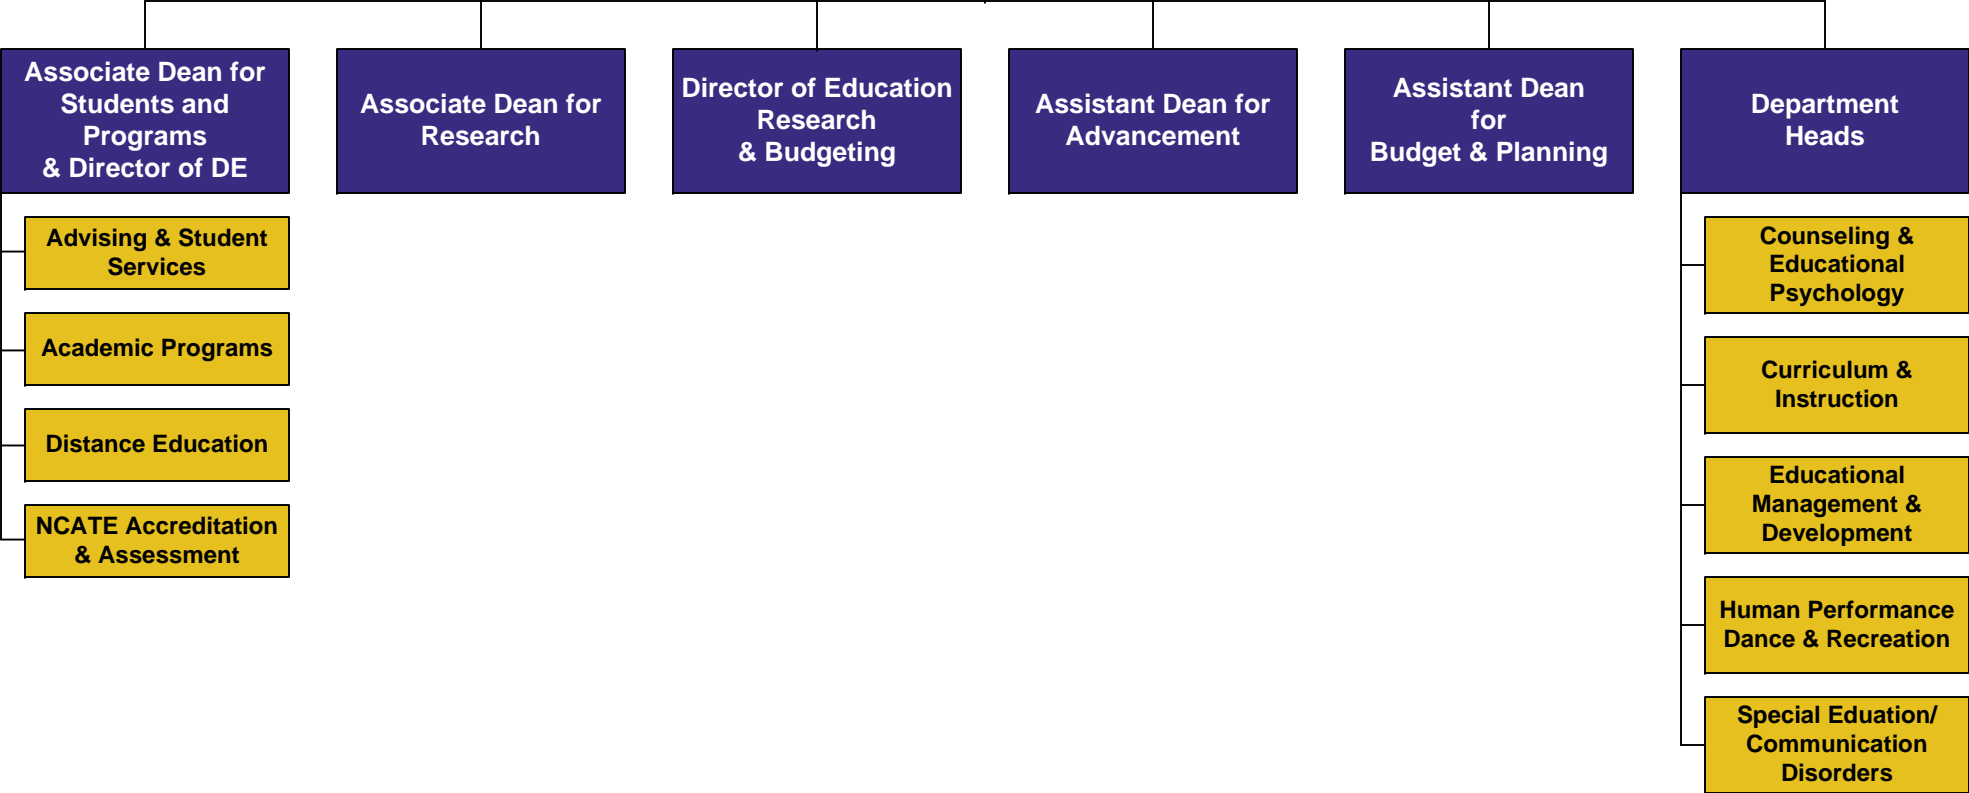 Associate Dean for
Students and
Programs
& Director of DE
Associate Dean for
Research
Director of Education
Research
& Budgeting
Assistant Dean for
Advancement
Assistant Dean
for
Budget & Planning
Department
Heads
Advising & Student
Services
Academic Programs
Distance Education
NCATE Accreditation
& Assessment
Counseling &
Educational
Psychology
Curriculum &
Instruction
Educational
Management &
Development
Human Performance
Dance & Recreation
Special Eduation/
Communication
Disorders